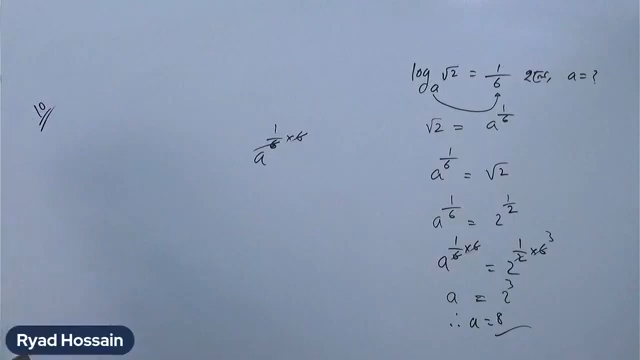 10
a^{1/6 × 6}
log_a √2 = 1/6 হলে, a = ?
√2 = a^{1/6}
a^{1/6} = √2
a^{1/6} = 2^{1/2}
a^{1/6 × 6} = 2^{1/2 × 6 3}
a = 2^3
∴ a = 8
Ryad Hossain